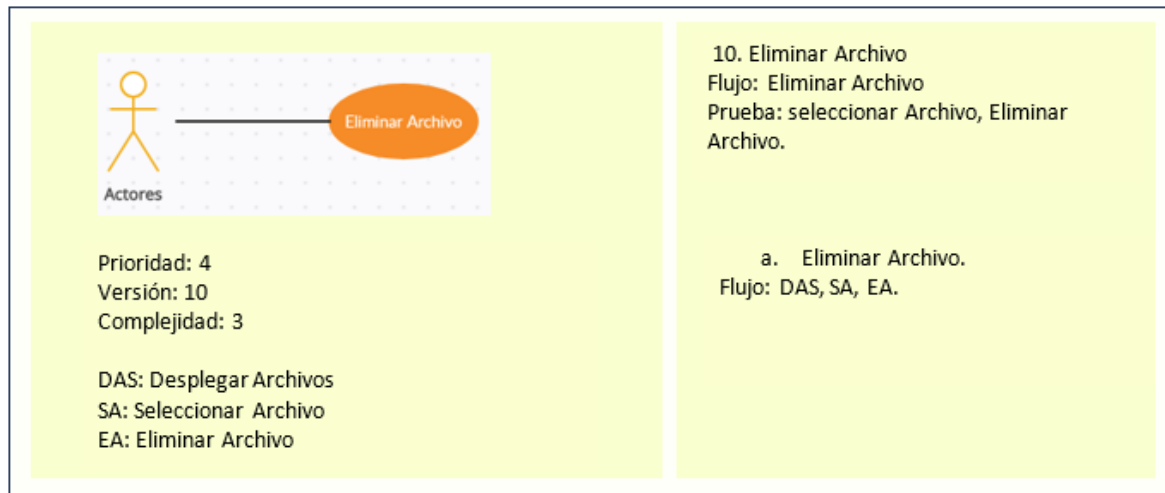 Eliminar Archivo
Actores
Prioridad: 4
Versión: 10
Complejidad: 3
DAS: Desplegar Archivos
SA: Seleccionar Archivo
EA: Eliminar Archivo
10. Eliminar Archivo
Flujo: Eliminar Archivo
Prueba: seleccionar Archivo, Eliminar
Archivo.
a. Eliminar Archivo.
Flujo: DAS, SA, EA.